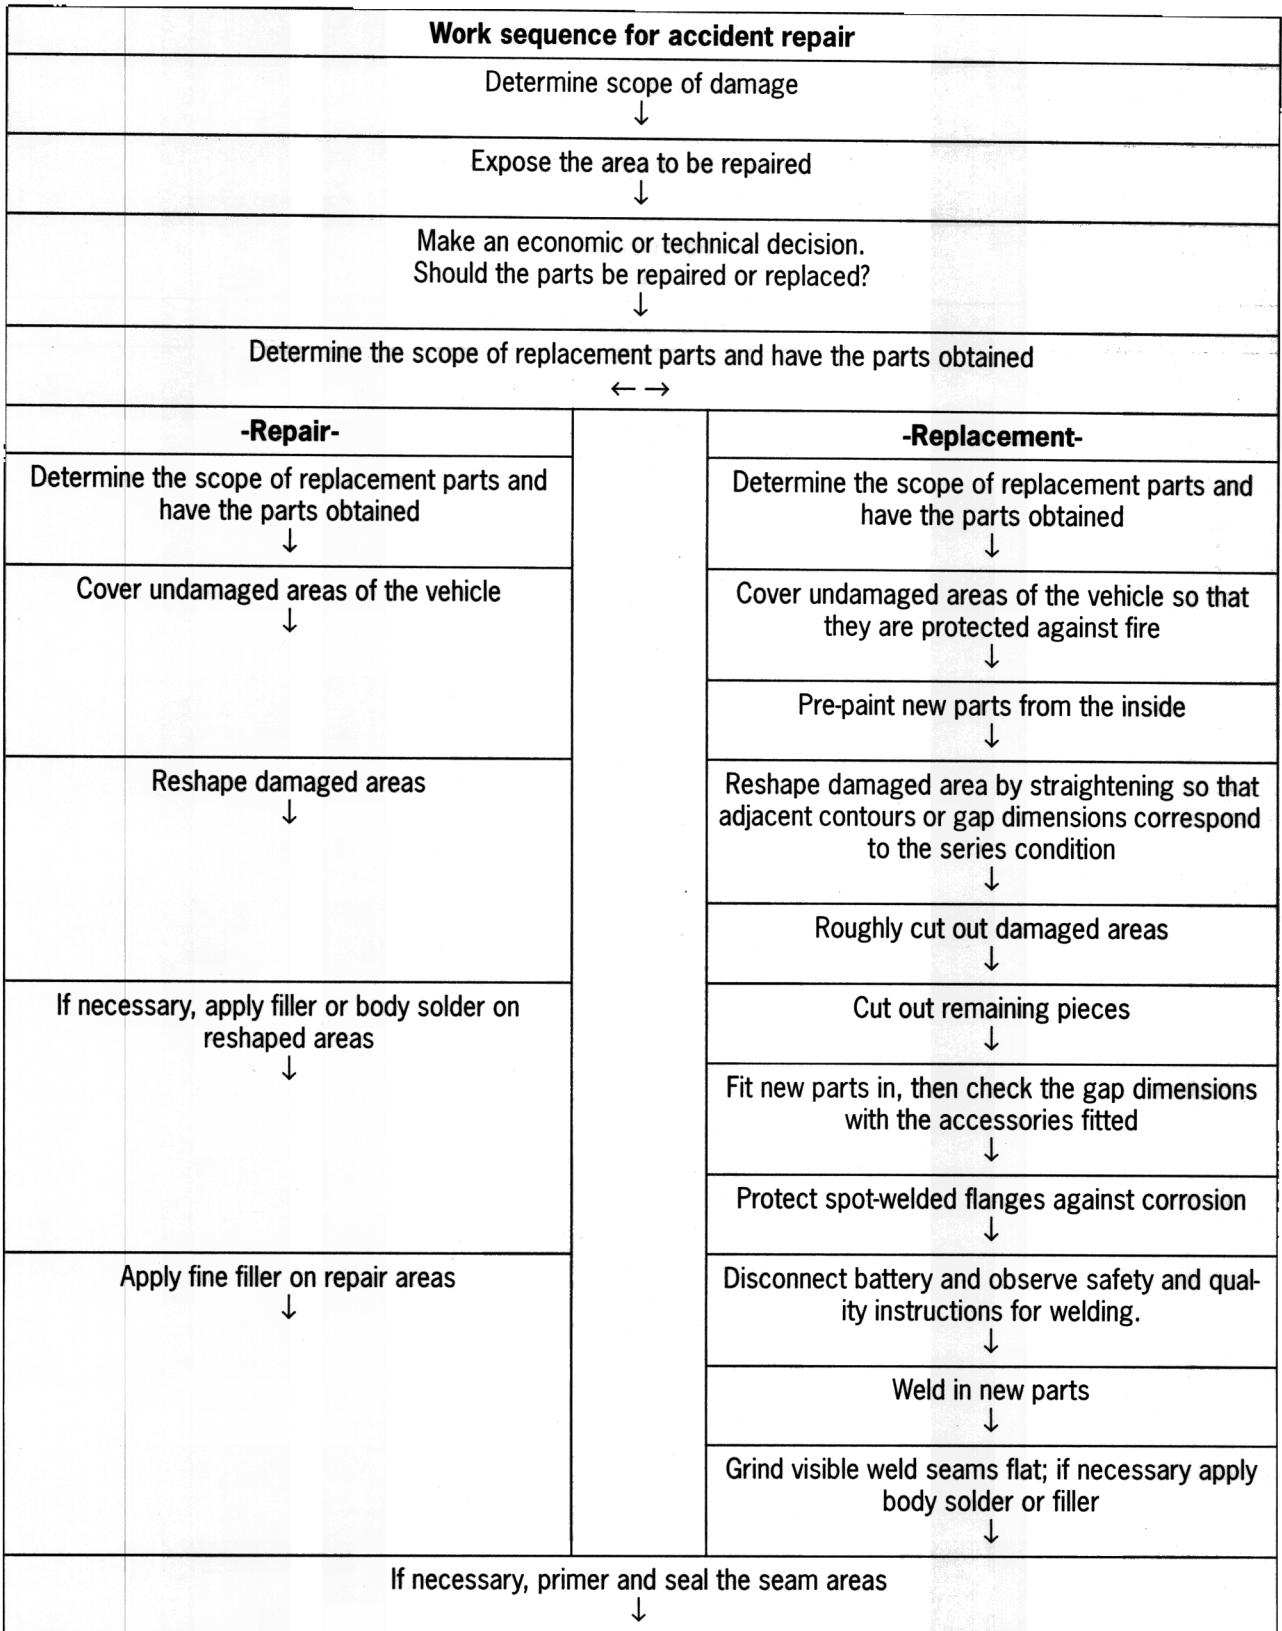 Work sequence for accident repair
Determine scope of damage
↓
Expose the area to be repaired
↓
Make an economic or technical decision.
Should the parts be repaired or replaced?
↓
Determine the scope of replacement parts and have the parts obtained
← →
-Repair-
Determine the scope of replacement parts and
have the parts obtained
↓
Cover undamaged areas of the vehicle
↓
Reshape damaged areas
↓
If necessary, apply filler or body solder on
reshaped areas
↓
Apply fine filler on repair areas
↓
-Replacement-
Determine the scope of replacement parts and
have the parts obtained
↓
Cover undamaged areas of the vehicle so that
they are protected against fire
↓
Pre-paint new parts from the inside
↓
Reshape damaged area by straightening so that
adjacent contours or gap dimensions correspond
to the series condition
↓
Roughly cut out damaged areas
↓
Cut out remaining pieces
↓
Fit new parts in, then check the gap dimensions
with the accessories fitted
↓
Protect spot-welded flanges against corrosion
↓
Disconnect battery and observe safety and qual-
ity instructions for welding.
↓
Weld in new parts
↓
Grind visible weld seams flat; if necessary apply
body solder or filler
↓
If necessary, primer and seal the seam areas
↓